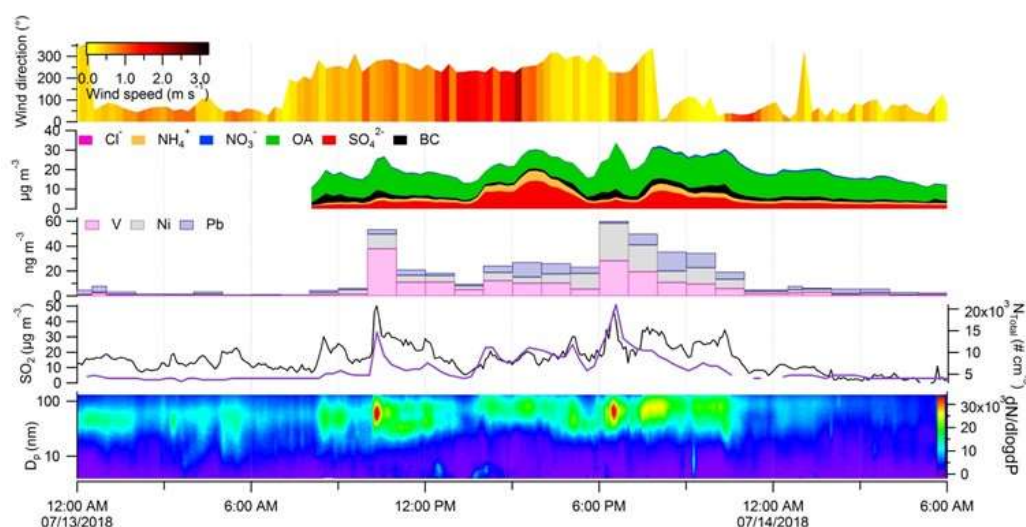 Wind direction (°)
300
200
100
0
0.0 1.0 2.0 3.0
Wind speed (m s⁻¹)
µg m⁻³
40
30
20
10
0
Cl⁻ NH₄⁺ NO₃⁻ OA SO₄²⁻ BC
ng m⁻³
60
40
20
0
V Ni Pb
SO₂ (µg m⁻³)
50
40
30
20
10
0
20x10³
15
10
5
N_Total (# cm⁻³)
Dₚ (nm)
100
10
30x10³
20
10
0
dN/dlogdP
12:00 AM 6:00 AM 12:00 PM 6:00 PM 12:00 AM 6:00 AM
07/13/2018 07/14/2018